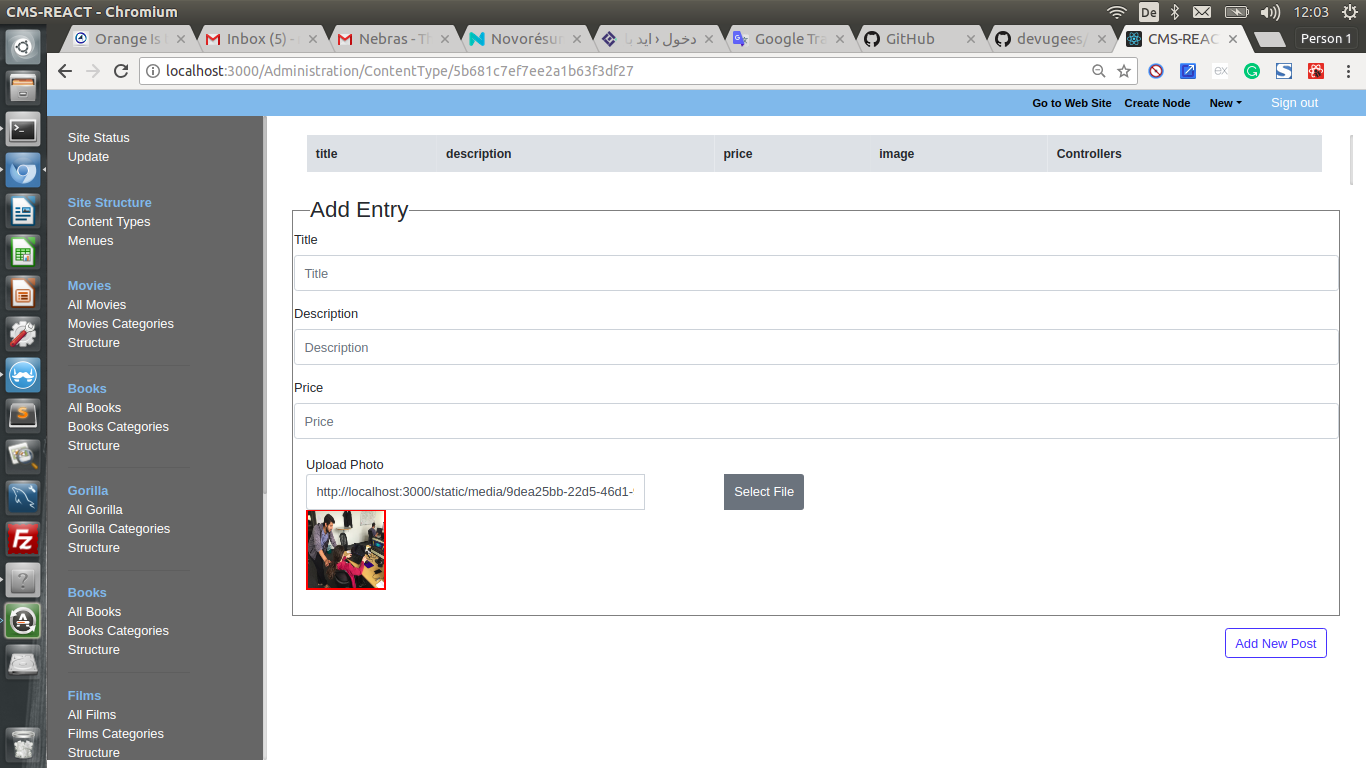 CMS-REACT - Chromium
De
12:03
Orange Is
Inbox (5) -
Nebras - T
Novorésu
دخول ‹ ايد با
Google Tra
GitHub
devugees/
CMS-REAC
Person 1
localhost:3000/Administration/ContentType/5b681c7ef7ee2a1b63f3df27
Go to Web Site
Create Node
New
Sign out
Site Status
Update
Site Structure
Content Types
Menues
Movies
All Movies
Movies Categories
Structure
Books
All Books
Books Categories
Structure
Gorilla
All Gorilla
Gorilla Categories
Structure
Books
All Books
Books Categories
Structure
Films
All Films
Films Categories
Structure
title description price image Controllers
Add Entry
Title
Title
Description
Description
Price
Price
Upload Photo
http://localhost:3000/static/media/9dea25bb-22d5-46d1-
Select File
Add New Post